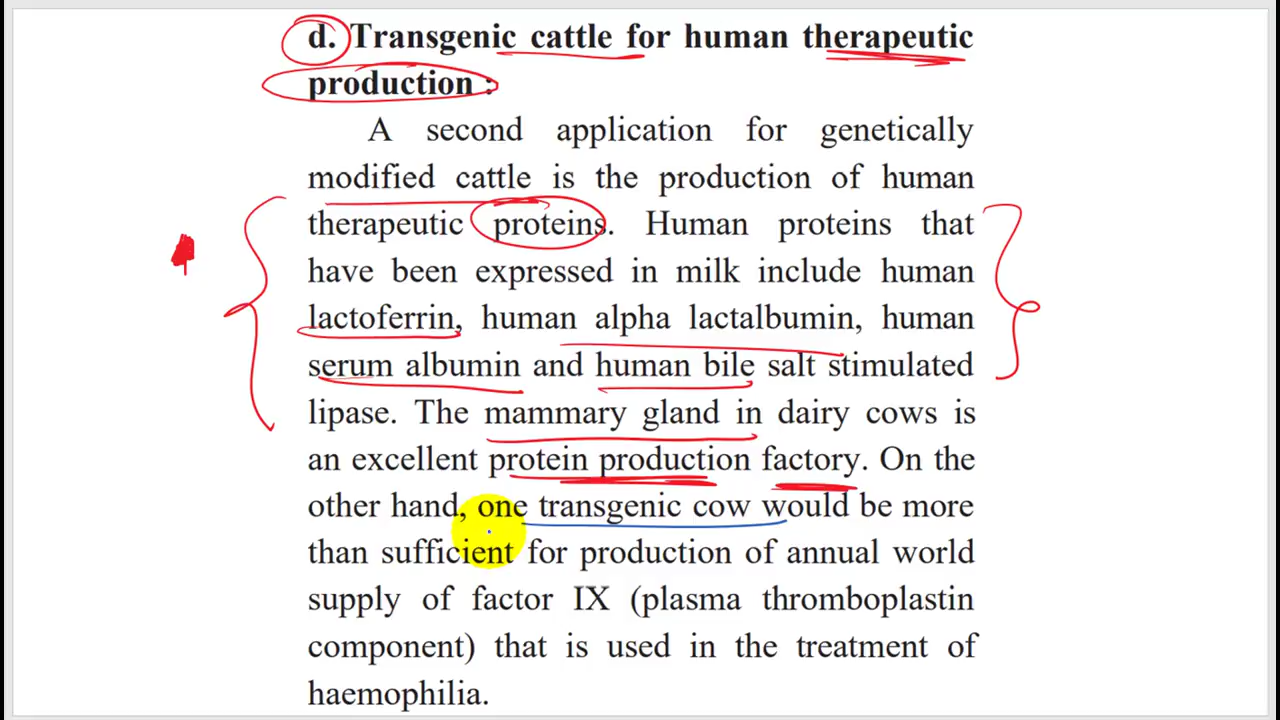 d. Transgenic cattle for human therapeutic
production :
A second application for genetically
modified cattle is the production of human
therapeutic proteins. Human proteins that
have been expressed in milk include human
lactoferrin, human alpha lactalbumin, human
serum albumin and human bile salt stimulated
lipase. The mammary gland in dairy cows is
an excellent protein production factory. On the
other hand, one transgenic cow would be more
than sufficient for production of annual world
supply of factor IX (plasma thromboplastin
component) that is used in the treatment of
haemophilia.